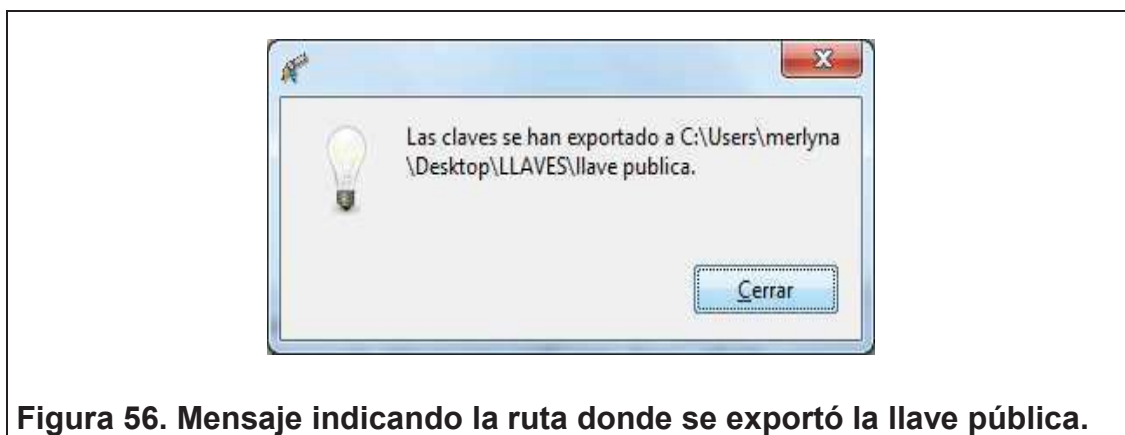 Las claves se han exportado a C:\Users\merlyna
\Desktop\LLAVES\llave publica.
Cerrar
Figura 56. Mensaje indicando la ruta donde se exportó la llave pública.